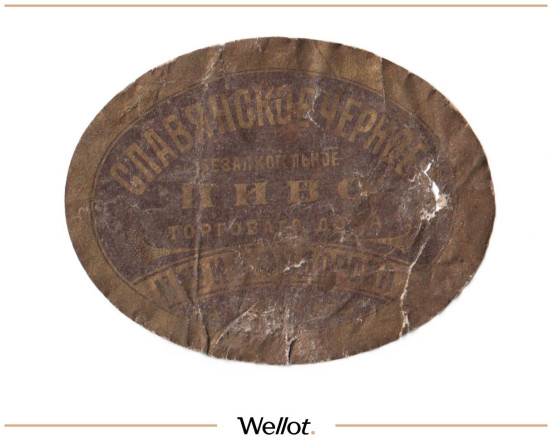 СЛАВЯНСКОЕ ЧЕРНОЕ
БЕЗАЛКОГОЛЬНОЕ
ПИВО
ТОРГОВАГО ДОМА
Wellot.